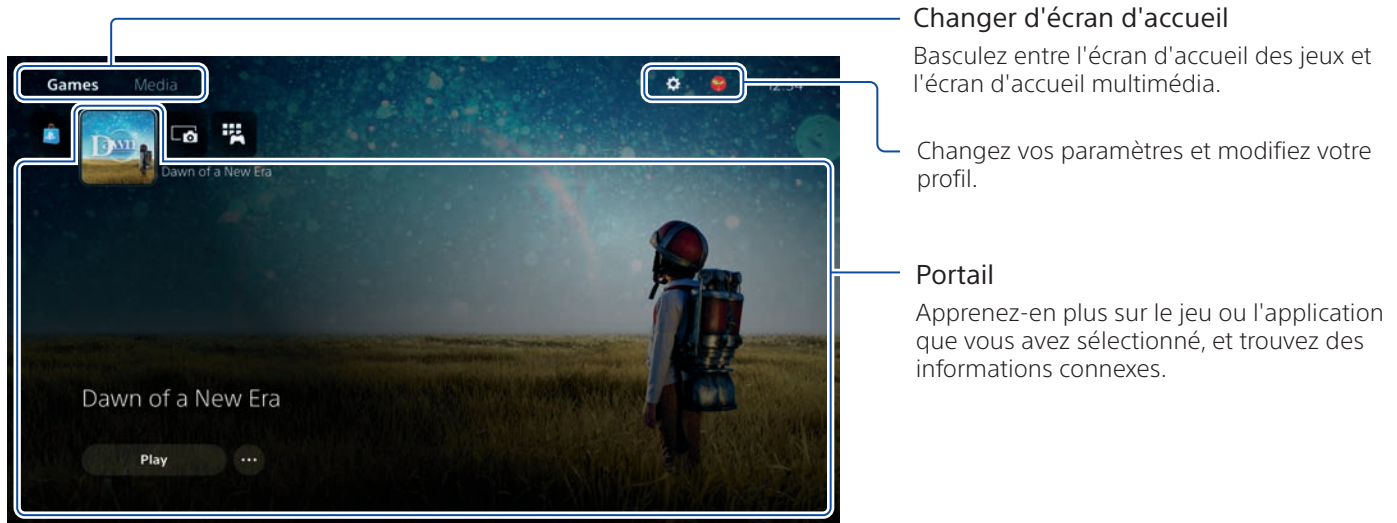 Changer d'écran d'accueil
Basculez entre l'écran d'accueil des jeux et
l'écran d'accueil multimédia.
Games Media
12:34
Dawn
Dawn of a New Era
Changez vos paramètres et modifiez votre
profil.
Portail
Apprenez-en plus sur le jeu ou l'application
que vous avez sélectionné, et trouvez des
informations connexes.
Dawn of a New Era
Play